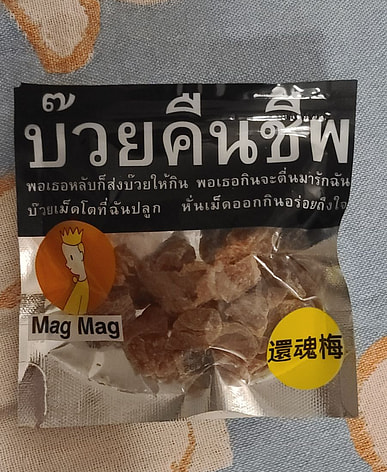 บ๊วยคืนชีพ
พอเธอหลับก็ส่งบ๊วยให้กิน พอเธอกินจะตื่นมารักฉัน
บ๊วยเม็ดโตที่ฉันปลูก หั่นเม็ดออกกินอร่อยถึงใจ
Mag Mag
還魂梅